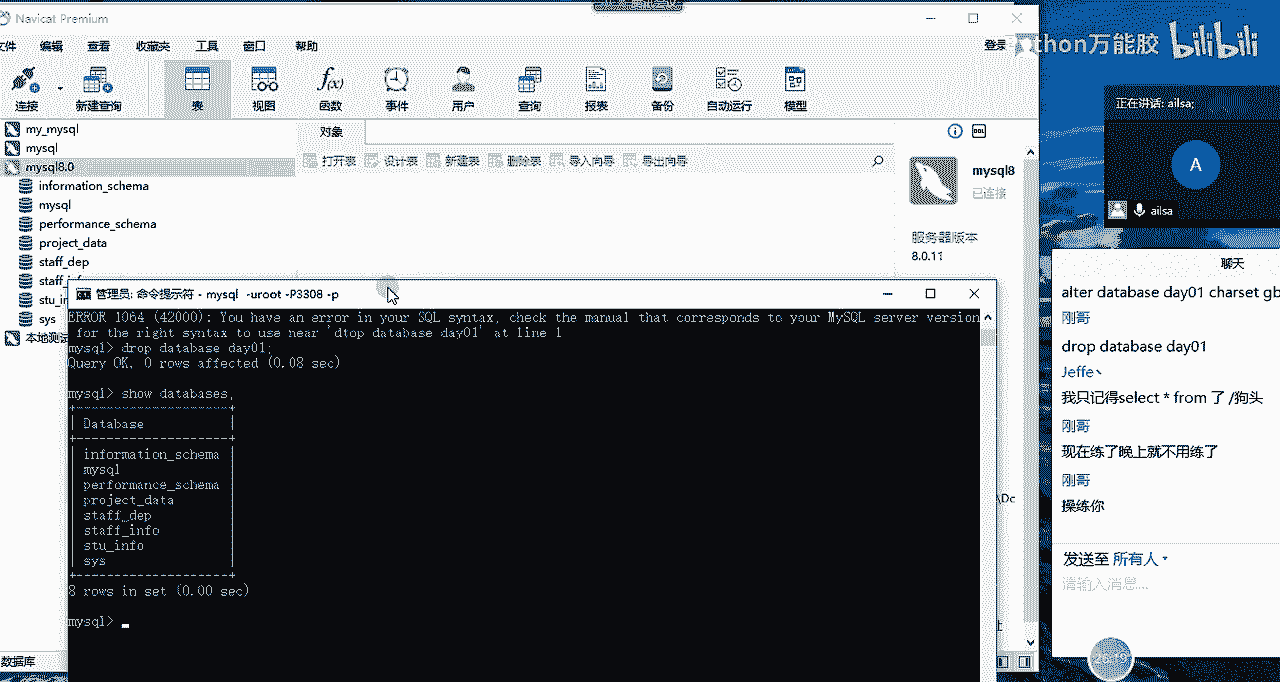 Navicat Premium
文件 编辑 查看 收藏夹 工具 窗口 帮助
登录
thon万能胶 bilibili
连接 新建查询 表 视图 函数 事件 用户 查询 报表 备份 自动运行 模型
正在讲话: ailsa;
A
ailsa
my_mysql
mysql
mysql8.0
information_schema
mysql
performance_schema
project_data
staff_dep
sys
对象
打开表 设计表 新建表 删除表 导入向导 导出向导
mysql8
已连接
服务器版本
8.0.11
管理员: 命令提示符 - mysql -uroot -P3308 -p
ERROR 1064 (42000): You have an error in your SQL syntax, check the manual that corresponds to your MySQL server version
for the right syntax to use near 'dtop database day01' at line 1
mysql> drop database day01;
Query OK, 0 rows affected (0.08 sec)
mysql> show databases;
+--------------------+
| Database           |
+--------------------+
| information_schema |
| mysql              |
| performance_schema |
| project_data       |
| staff_dep          |
| staff_info         |
| stu_info           |
| sys                |
+--------------------+
8 rows in set (0.00 sec)
mysql>
数据库
聊天
alter database day01 charset gb
刚哥
drop database day01
Jeffe丶
我只记得select * from 了 /狗头
刚哥
现在练了晚上就不用练了
刚哥
操练你
发送至 所有人
请输入消息...